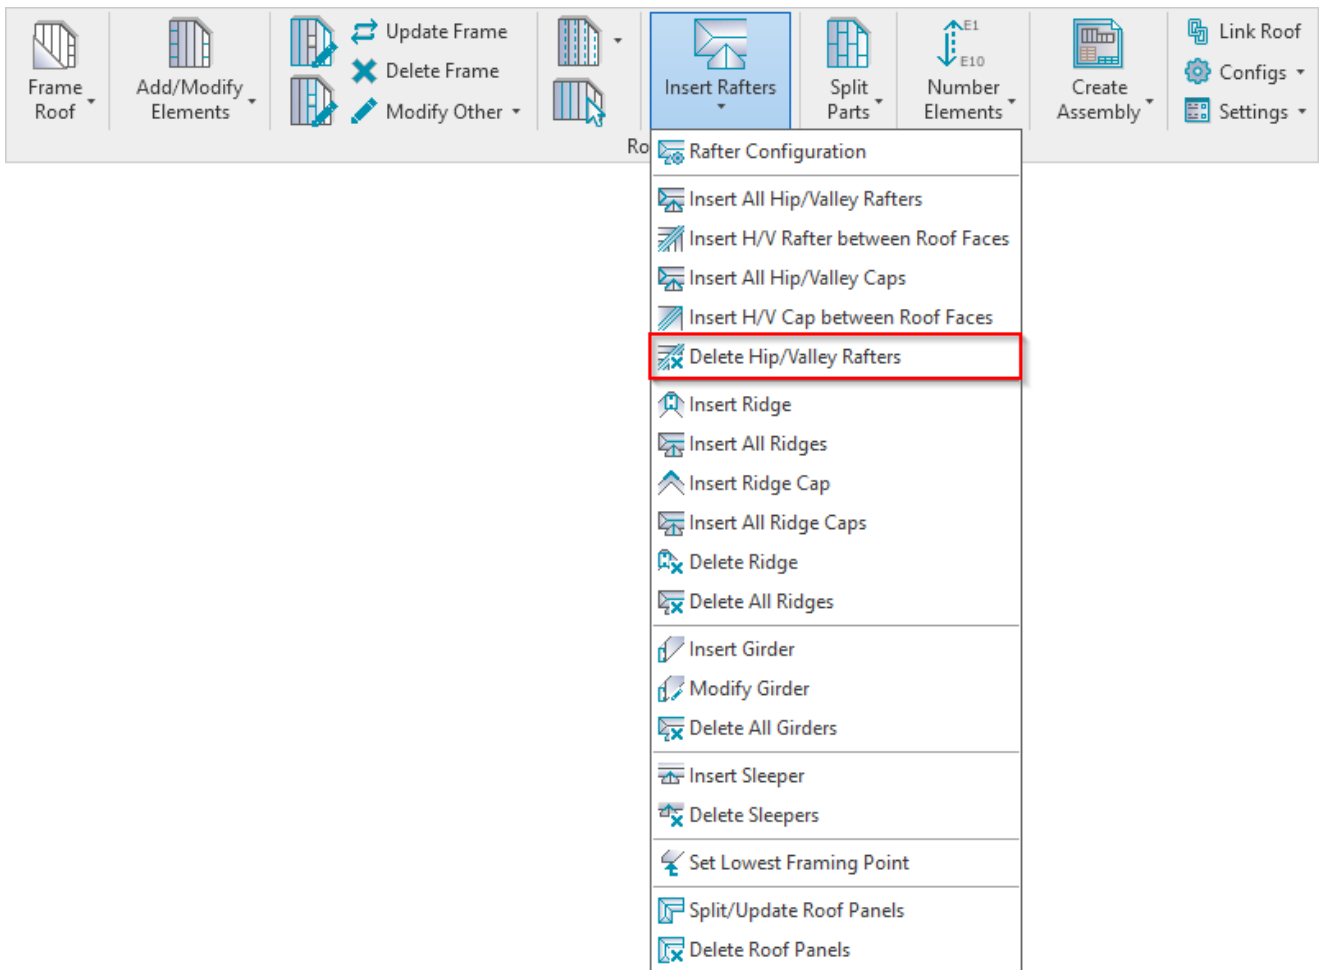 Frame
Roof
Add/Modify
Elements
Update Frame
Delete Frame
Modify Other
Insert Rafters
Split
Parts
E1
E10
Number
Elements
Create
Assembly
Link Roof
Configs
Settings
Ro
Rafter Configuration
Insert All Hip/Valley Rafters
Insert H/V Rafter between Roof Faces
Insert All Hip/Valley Caps
Insert H/V Cap between Roof Faces
Delete Hip/Valley Rafters
Insert Ridge
Insert All Ridges
Insert Ridge Cap
Insert All Ridge Caps
Delete Ridge
Delete All Ridges
Insert Girder
Modify Girder
Delete All Girders
Insert Sleeper
Delete Sleepers
Set Lowest Framing Point
Split/Update Roof Panels
Delete Roof Panels